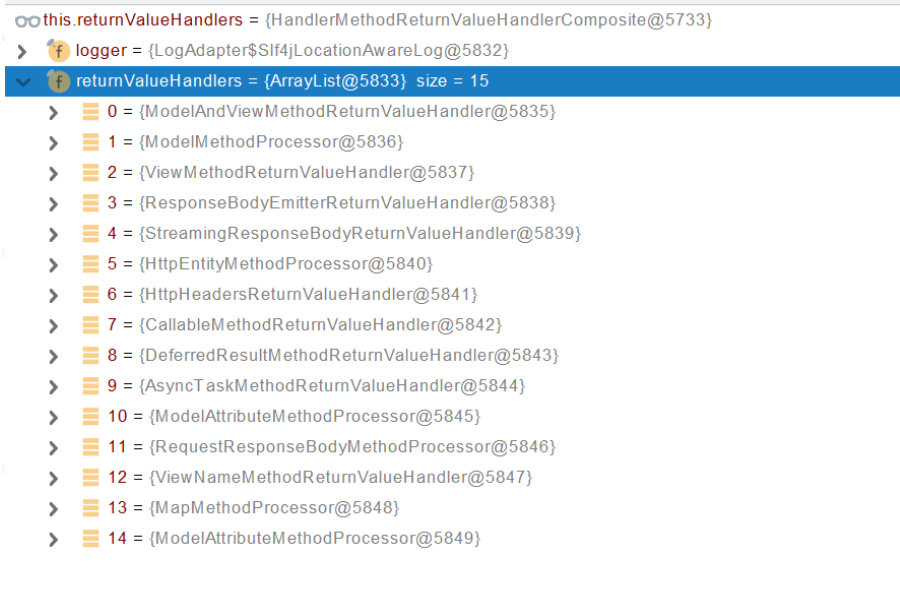 this.returnValueHandlers = {HandlerMethodReturnValueHandlerComposite@5733}
f logger = {LogAdapter$Slf4jLocationAwareLog@5832}
f returnValueHandlers = {ArrayList@5833} size = 15
0 = {ModelAndViewMethodReturnValueHandler@5835}
1 = {ModelMethodProcessor@5836}
2 = {ViewMethodReturnValueHandler@5837}
3 = {ResponseBodyEmitterReturnValueHandler@5838}
4 = {StreamingResponseBodyReturnValueHandler@5839}
5 = {HttpEntityMethodProcessor@5840}
6 = {HttpHeadersReturnValueHandler@5841}
7 = {CallableMethodReturnValueHandler@5842}
8 = {DeferredResultMethodReturnValueHandler@5843}
9 = {AsyncTaskMethodReturnValueHandler@5844}
10 = {ModelAttributeMethodProcessor@5845}
11 = {RequestResponseBodyMethodProcessor@5846}
12 = {ViewNameMethodReturnValueHandler@5847}
13 = {MapMethodProcessor@5848}
14 = {ModelAttributeMethodProcessor@5849}